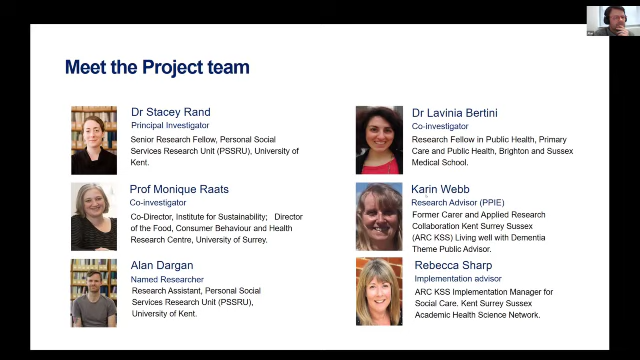 Meet the Project team
Dr Stacey Rand
Principal Investigator
Senior Research Fellow, Personal Social
Services Research Unit (PSSRU), University of
Kent.
Prof Monique Raats
Co-investigator
Co-Director, Institute for Sustainability; Director
of the Food, Consumer Behaviour and Health
Research Centre, University of Surrey.
Alan Dargan
Named Researcher
Research Assistant, Personal Social
Services Research Unit (PSSRU),
University of Kent.
Dr Lavinia Bertini
Co-investigator
Research Fellow in Public Health, Primary
Care and Public Health, Brighton and Sussex
Medical School.
Karin Webb
Research Advisor (PPIE)
Former Carer and Applied Research
Collaboration Kent Surrey Sussex
(ARC KSS) Living well with Dementia
Theme Public Advisor.
Rebecca Sharp
Implementation advisor
ARC KSS Implementation Manager for
Social Care. Kent Surrey Sussex
Academic Health Science Network.